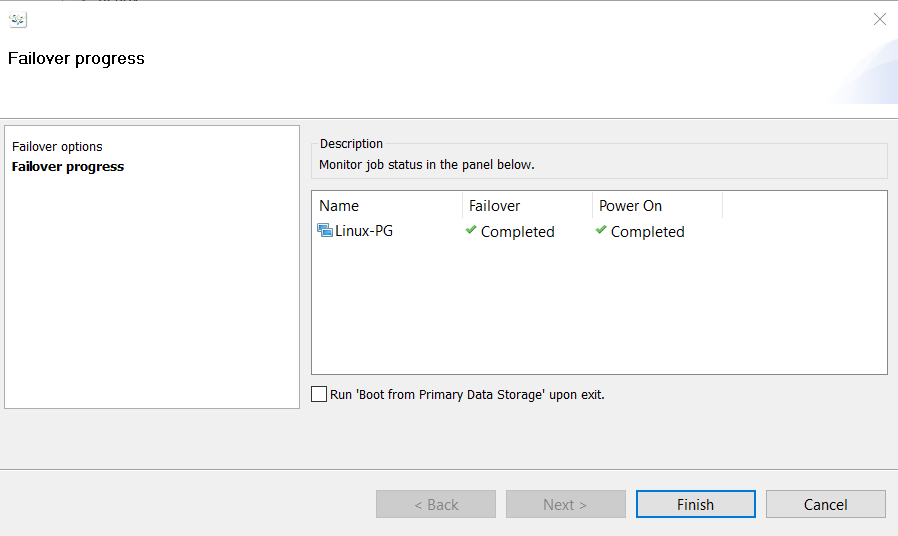 Failover progress
Failover options
Failover progress
Description
Monitor job status in the panel below.
Name Failover Power On
Linux-PG Completed Completed
Run 'Boot from Primary Data Storage' upon exit.
< Back Next > Finish Cancel